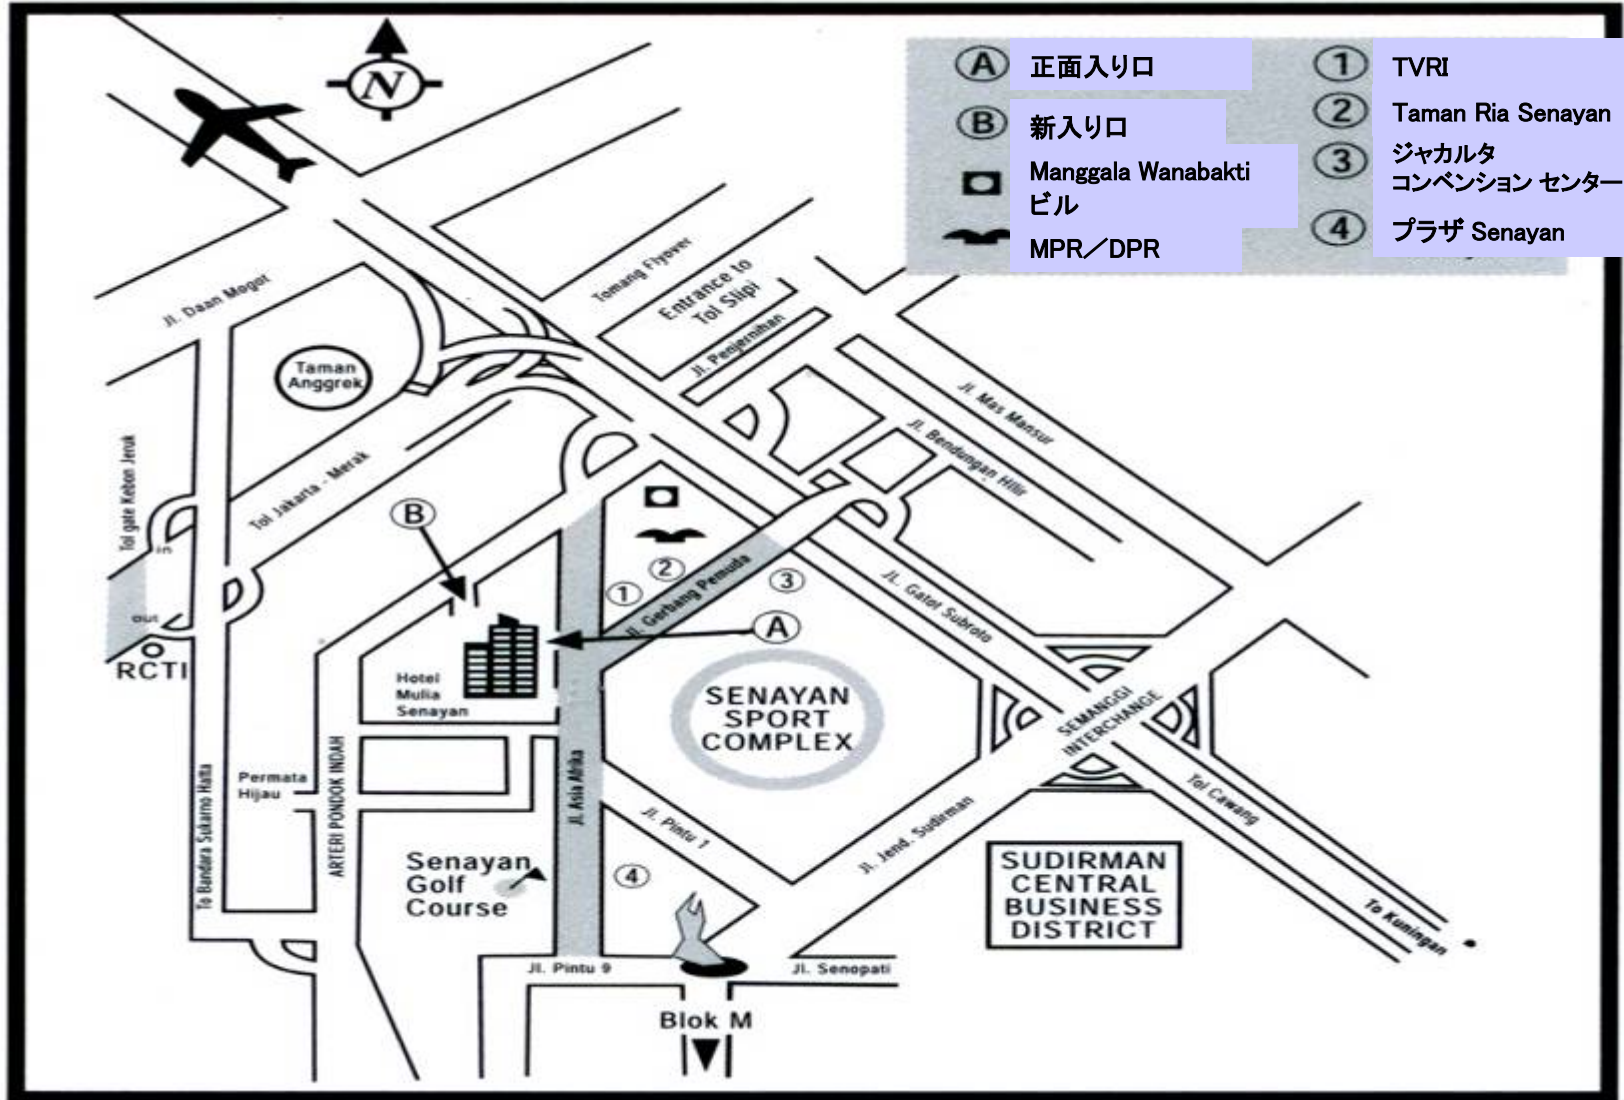 N
A 正面入り口
B 新入り口
Manggala Wanabakti
ビル
MPR／DPR
1 TVRI
2 Taman Ria Senayan
3 ジャカルタ
コンベンション センター
4 プラザ Senayan
Jl. Daan Mogot
Tomang Flyover
Entrance to
Tol Slipi
Jl. Penjernihan
Taman
Anggrek
Jl. Mas Mansur
Jl. Bendungan Hilir
Tol gate Kebon Jeruk
Tol Jakarta - Merak
in
out
RCTI
B
1
2
3
Jl. Gerbang Pemuda
A
JL. Gatot Subroto
Hotel
Mulia
Senayan
SENAYAN
SPORT
COMPLEX
SEMANGGI
INTERCHANGE
To Bandara Sukarno Hatta
Permata
Hijau
ARTERI PONDOK INDAH
Jl. Asia Afrika
Jl. Pintu 1
Jl. Jend. Sudirman
Tol Cawang
Senayan
Golf
Course
4
SUDIRMAN
CENTRAL
BUSINESS
DISTRICT
To Kuningan
Jl. Pintu 9
Jl. Senopati
Blok M